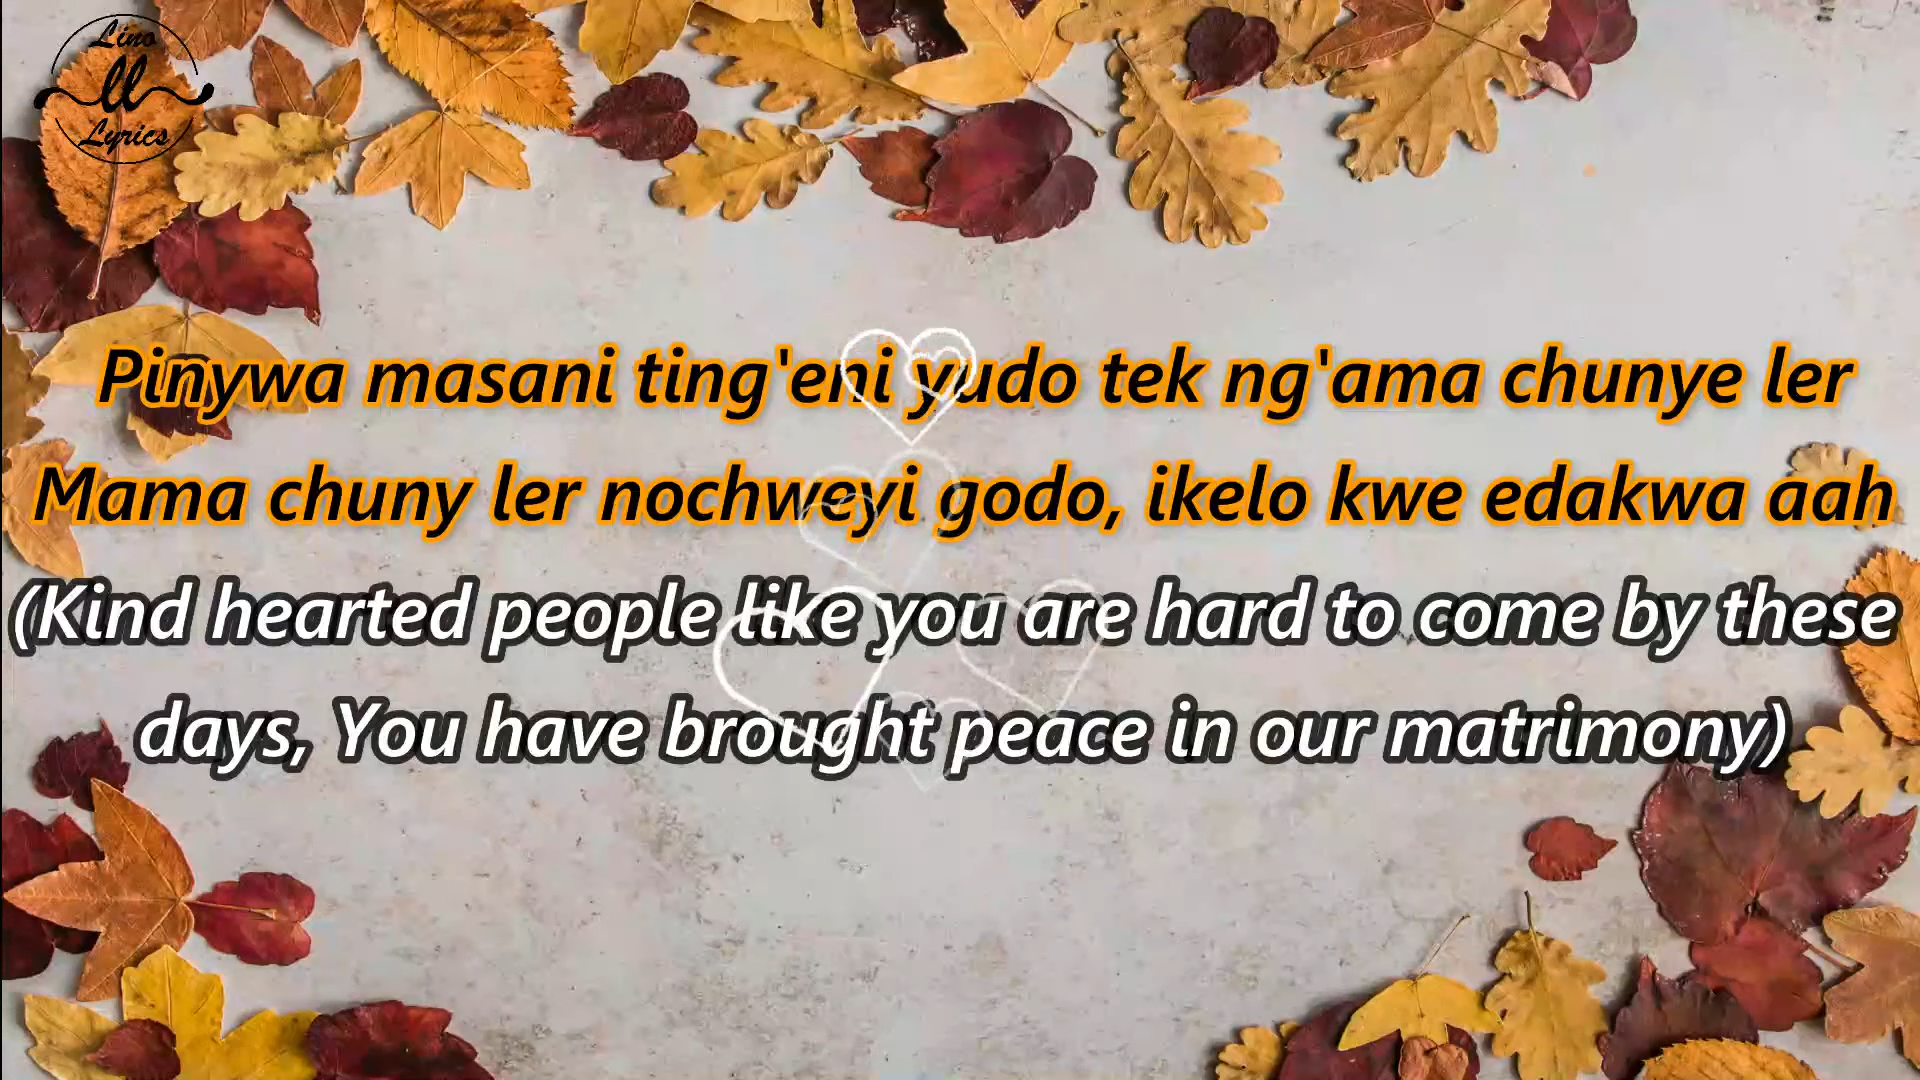 Lino
LL
Lyrics
Pinywa masani ting'eni yudo tek ng'ama chunye ler
Mama chuny ler nochweyi godo, ikelo kwe edakwa aah
(Kind hearted people like you are hard to come by these
days, You have brought peace in our matrimony)